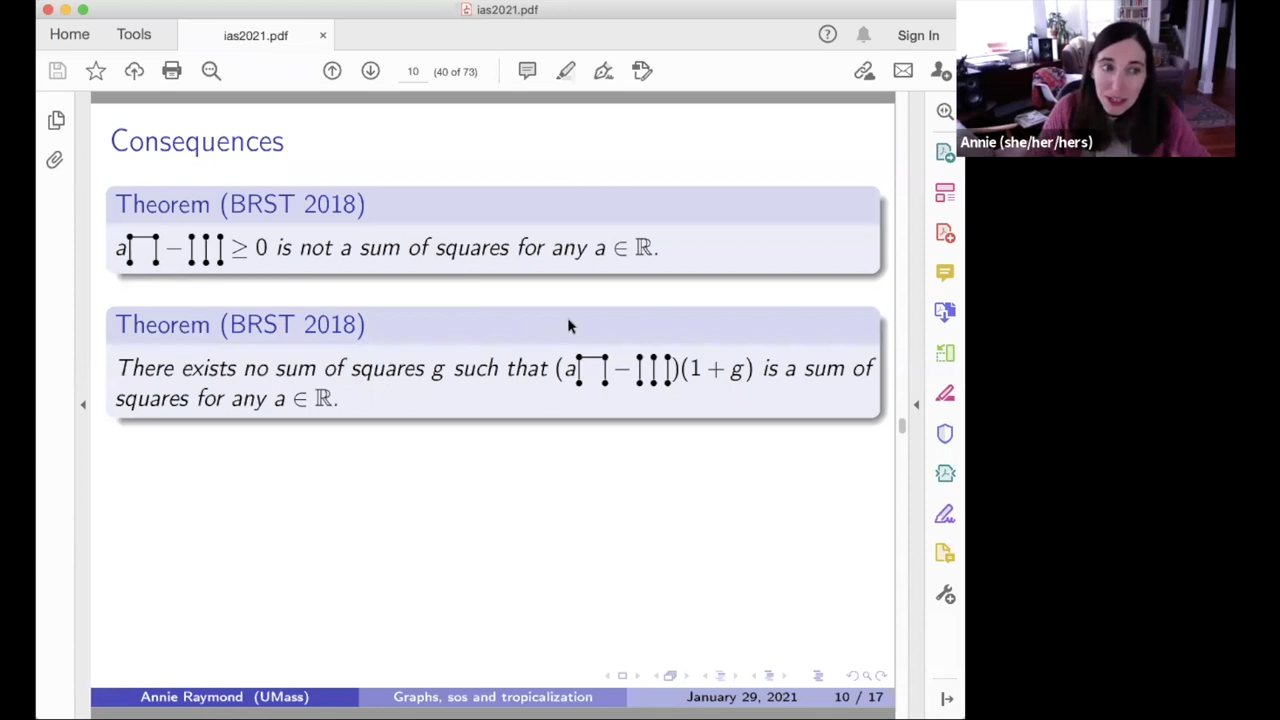 ias2021.pdf
Home Tools ias2021.pdf × Sign In
10 (40 of 73)
Annie (she/her/hers)
Consequences
Theorem (BRST 2018)
a − ≥ 0 is not a sum of squares for any a ∈ ℝ.
Theorem (BRST 2018)
There exists no sum of squares g such that (a − )(1 + g) is a sum of
squares for any a ∈ ℝ.
Annie Raymond (UMass) Graphs, sos and tropicalization January 29, 2021 10 / 17